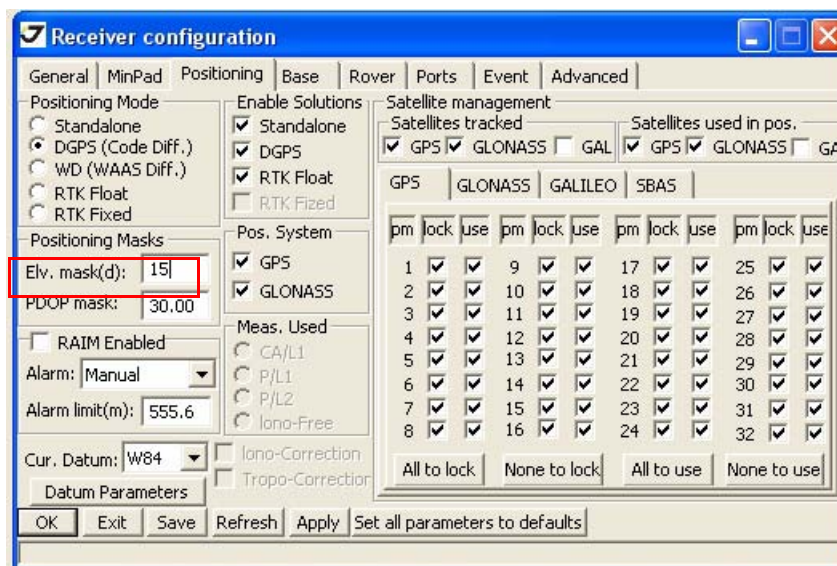 Receiver configuration
General MinPad Positioning Base Rover Ports Event Advanced
Positioning Mode
Standalone
DGPS (Code Diff.)
WD (WAAS Diff.)
RTK Float
RTK Fixed
Enable Solutions
Standalone
DGPS
RTK Float
RTK Fized
Satellite management
Satellites tracked
GPS GLONASS GAL
Satellites used in pos.
GPS GLONASS GA
Positioning Masks
Elv. mask(d): 15
PDOP mask: 30.00
Pos. System
GPS
GLONASS
RAIM Enabled
Alarm: Manual
Alarm limit(m): 555.6
Meas. Used
CA/L1
P/L1
P/L2
Iono-Free
Cur. Datum: W84
Datum Parameters
Iono-Correction
Tropo-Correction
GPS GLONASS GALILEO SBAS
prn lock use prn lock use prn lock use prn lock use
1 9 17 25
2 10 18 26
3 11 19 27
4 12 20 28
5 13 21 29
6 14 22 30
7 15 23 31
8 16 24 32
All to lock None to lock All to use None to use
OK Exit Save Refresh Apply Set all parameters to defaults